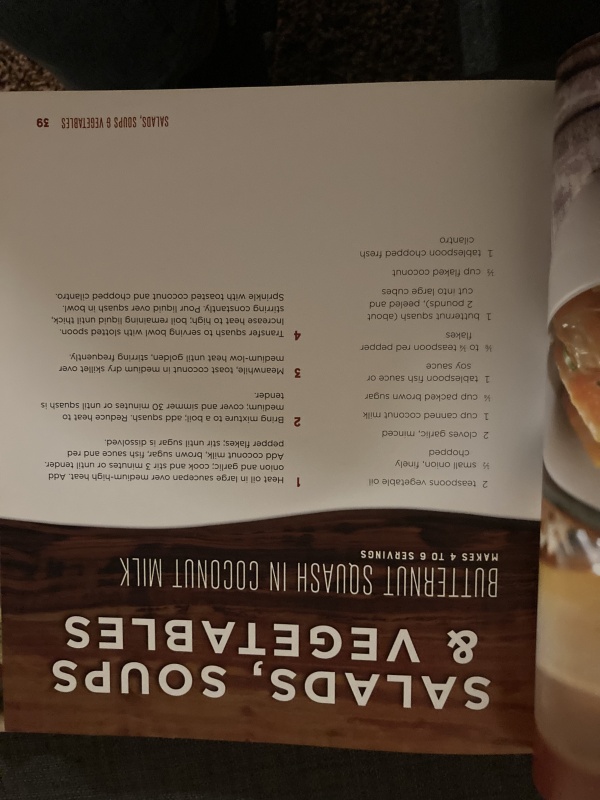 SALADS, SOUPS
& VEGETABLES
BUTTERNUT SQUASH IN COCONUT MILK
MAKES 4 TO 6 SERVINGS
2 teaspoons vegetable oil
½ small onion, finely
chopped
2 cloves garlic, minced
1 cup canned coconut milk
¼ cup packed brown sugar
1 tablespoon fish sauce or
soy sauce
⅛ to ¼ teaspoon red pepper
flakes
1 butternut squash (about
2 pounds), peeled and
cut into large cubes
½ cup flaked coconut
1 tablespoon chopped fresh
cilantro
1 Heat oil in large saucepan over medium-high heat. Add
onion and garlic; cook and stir 3 minutes or until tender.
Add coconut milk, brown sugar, fish sauce and red
pepper flakes; stir until sugar is dissolved.
2 Bring mixture to a boil; add squash. Reduce heat to
medium; cover and simmer 30 minutes or until squash is
tender.
3 Meanwhile, toast coconut in medium dry skillet over
medium-low heat until golden, stirring frequently.
4 Transfer squash to serving bowl with slotted spoon.
Increase heat to high; boil remaining liquid until thick,
stirring constantly. Pour liquid over squash in bowl.
Sprinkle with toasted coconut and chopped cilantro.
SALADS, SOUPS & VEGETABLES 39